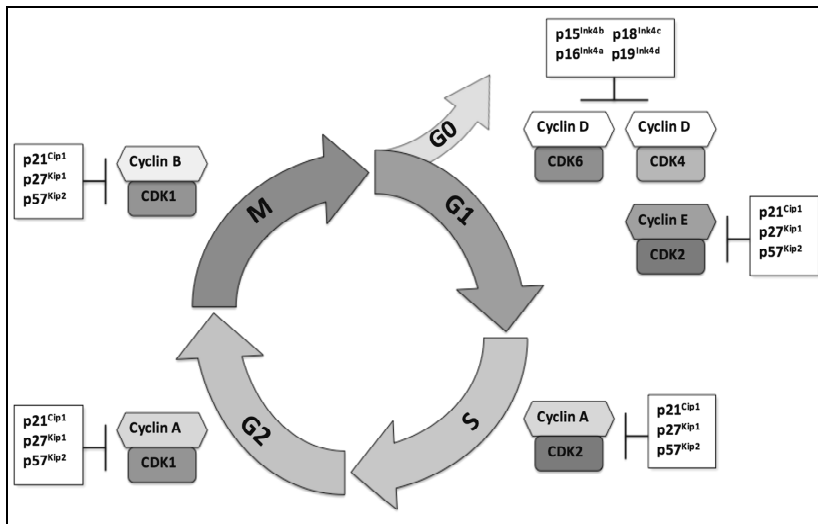 p15Ink4b p18Ink4c
p16Ink4a p19Ink4d
G0
Cyclin D
CDK6
Cyclin D
CDK4
p21Cip1
p27Kip1
p57Kip2
Cyclin B
CDK1
M
G1
Cyclin E
CDK2
p21Cip1
p27Kip1
p57Kip2
p21Cip1
p27Kip1
p57Kip2
Cyclin A
CDK1
G2
S
Cyclin A
CDK2
p21Cip1
p27Kip1
p57Kip2